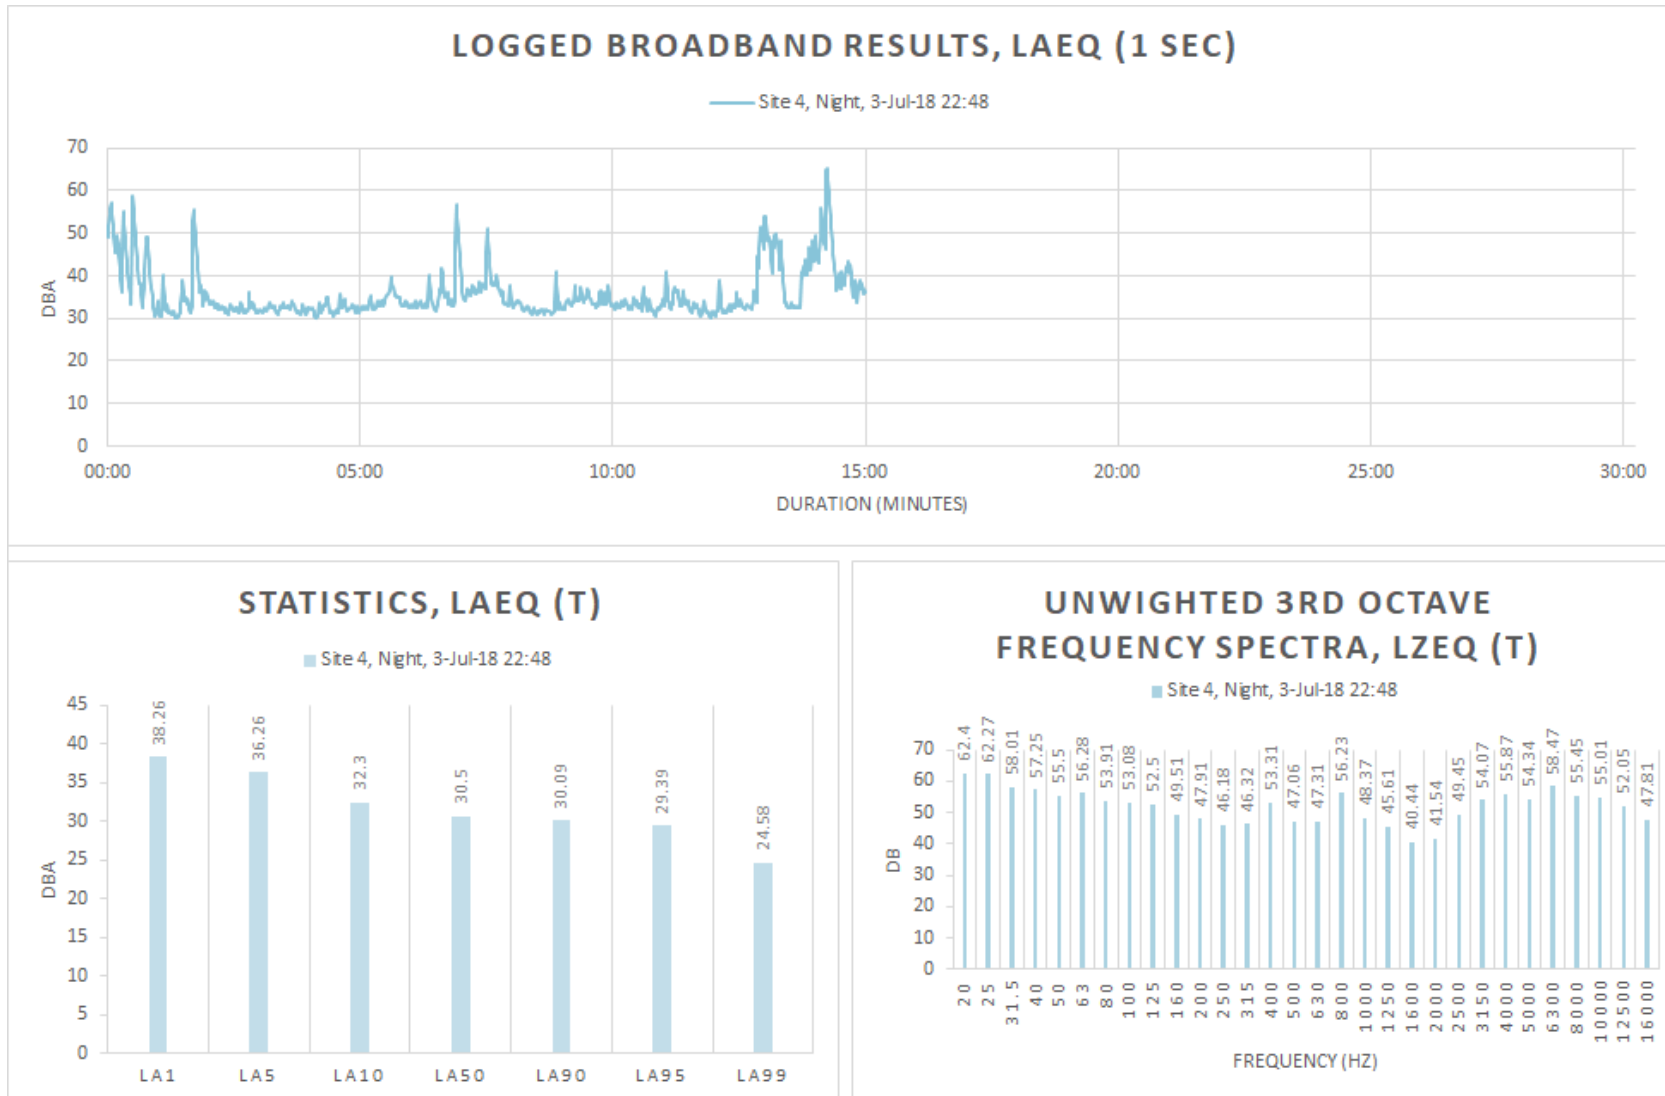 LOGGED BROADBAND RESULTS, LAEQ (1 SEC)
Site 4, Night, 3-Jul-18 22:48
70
60
50
40
30
20
10
0
DBA
00:00 05:00 10:00 15:00 20:00 25:00 30:00
DURATION (MINUTES)
STATISTICS, LAEQ (T)
Site 4, Night, 3-Jul-18 22:48
45
40
35
30
25
20
15
10
5
0
DBA
38.26 36.26 32.3 30.5 30.09 29.39 24.58
LA1 LA5 LA10 LA50 LA90 LA95 LA99
UNWIGHTED 3RD OCTAVE
FREQUENCY SPECTRA, LZEQ (T)
Site 4, Night, 3-Jul-18 22:48
70
60
50
40
30
20
10
0
DB
62.4 62.27 58.01 57.25 55.5 56.28 53.91 53.08 52.5 49.51 47.91 46.18 46.32 53.31 47.06 47.31 56.23 48.37 45.61 40.44 41.54 49.45 54.07 55.87 54.34 58.47 55.45 55.01 52.05 47.81
20 25 31.5 40 50 63 80 100 125 160 200 250 315 400 500 630 800 1000 1250 1600 2000 2500 3150 4000 5000 6300 8000 10000 12500 16000
FREQUENCY (HZ)